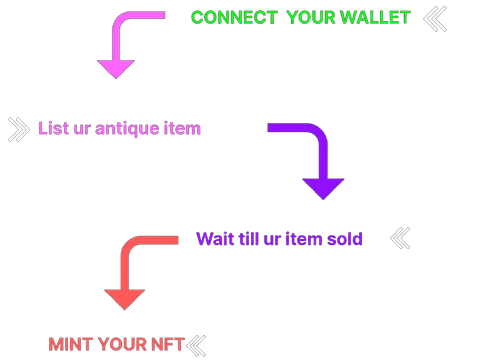 CONNECT YOUR WALLET
List ur antique item
Wait till ur item sold
MINT YOUR NFT